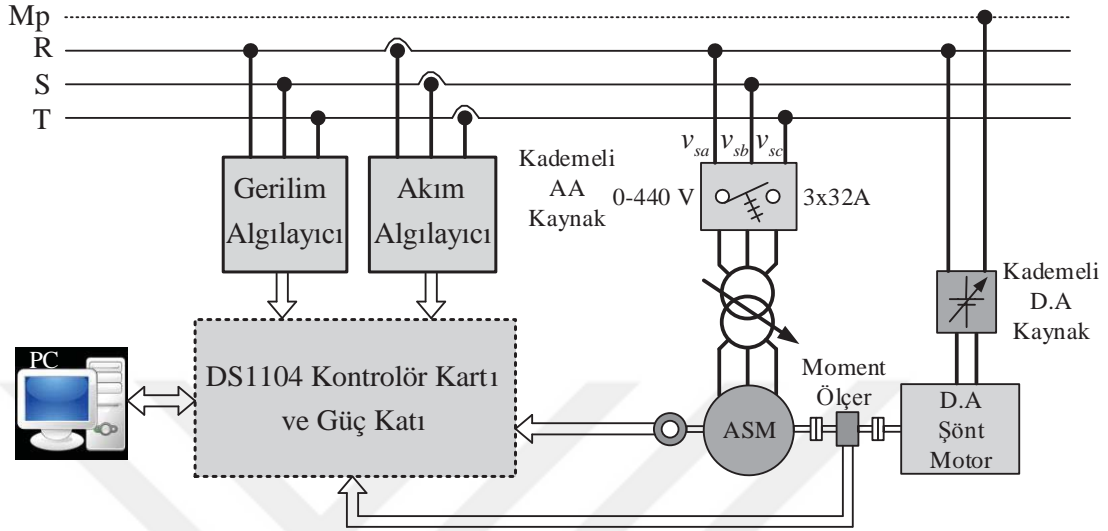 Mp
R
S
T
v_sa v_sb v_sc
Gerilim
Algılayıcı
Akım
Algılayıcı
Kademeli
AA
Kaynak
0-440 V
3x32A
Kademeli
D.A
Kaynak
PC
DS1104 Kontrolör Kartı
ve Güç Katı
ASM
Moment
Ölçer
D.A
Şönt
Motor